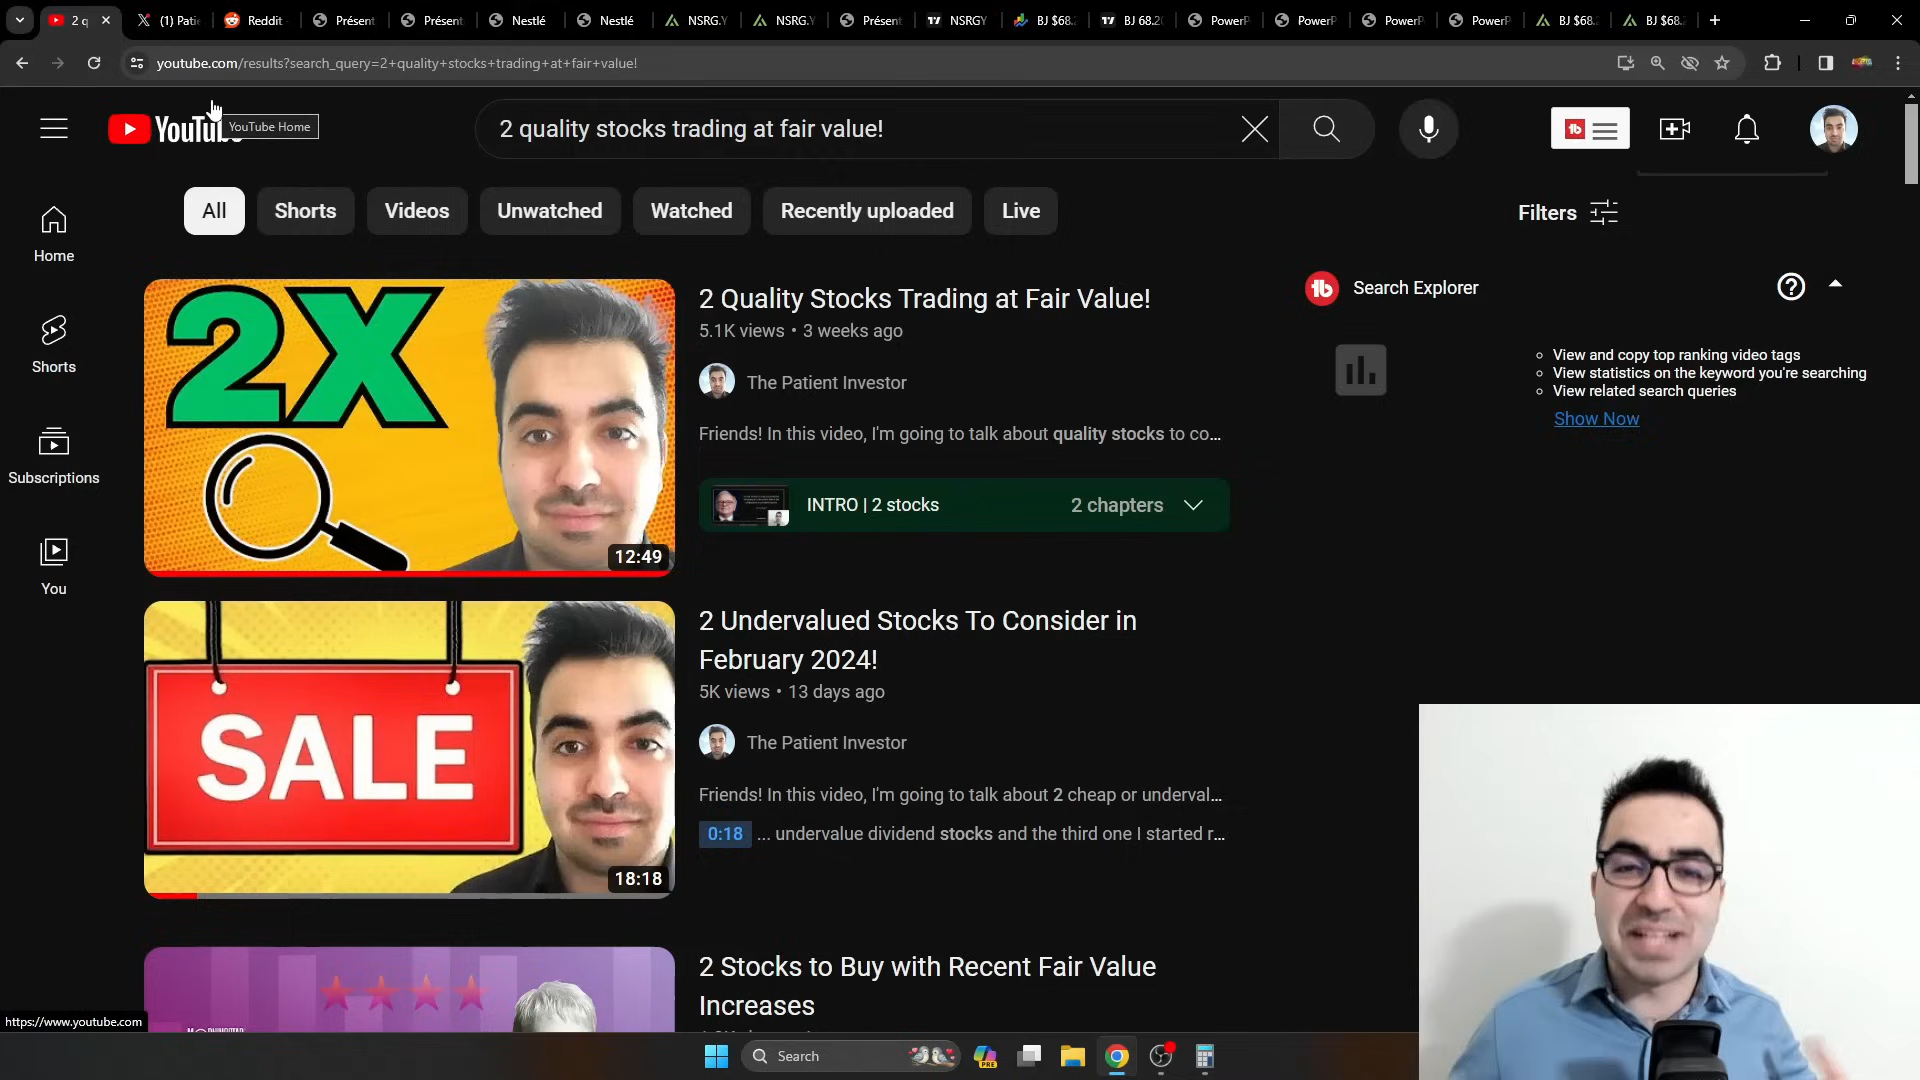 2 q
(1) Patie
Reddit
Présent
Présent
Nestlé
Nestlé
NSRG.Y
NSRG.Y
Présent
NSRGY
BJ $68.
BJ 68.20
PowerP
PowerP
PowerP
PowerP
BJ $68.
BJ $68.
youtube.com/results?search_query=2+quality+stocks+trading+at+fair+value!
YouTu
YouTube Home
2 quality stocks trading at fair value!
All
Shorts
Videos
Unwatched
Watched
Recently uploaded
Live
Filters
Home
Shorts
Subscriptions
You
2X
12:49
2 Quality Stocks Trading at Fair Value!
5.1K views • 3 weeks ago
The Patient Investor
Friends! In this video, I'm going to talk about quality stocks to co...
INTRO | 2 stocks
2 chapters
Search Explorer
View and copy top ranking video tags
View statistics on the keyword you're searching
View related search queries
Show Now
SALE
18:18
2 Undervalued Stocks To Consider in
February 2024!
5K views • 13 days ago
The Patient Investor
Friends! In this video, I'm going to talk about 2 cheap or underval...
0:18 ... undervalue dividend stocks and the third one I started r...
2 Stocks to Buy with Recent Fair Value
Increases
https://www.youtube.com
Search
PRE